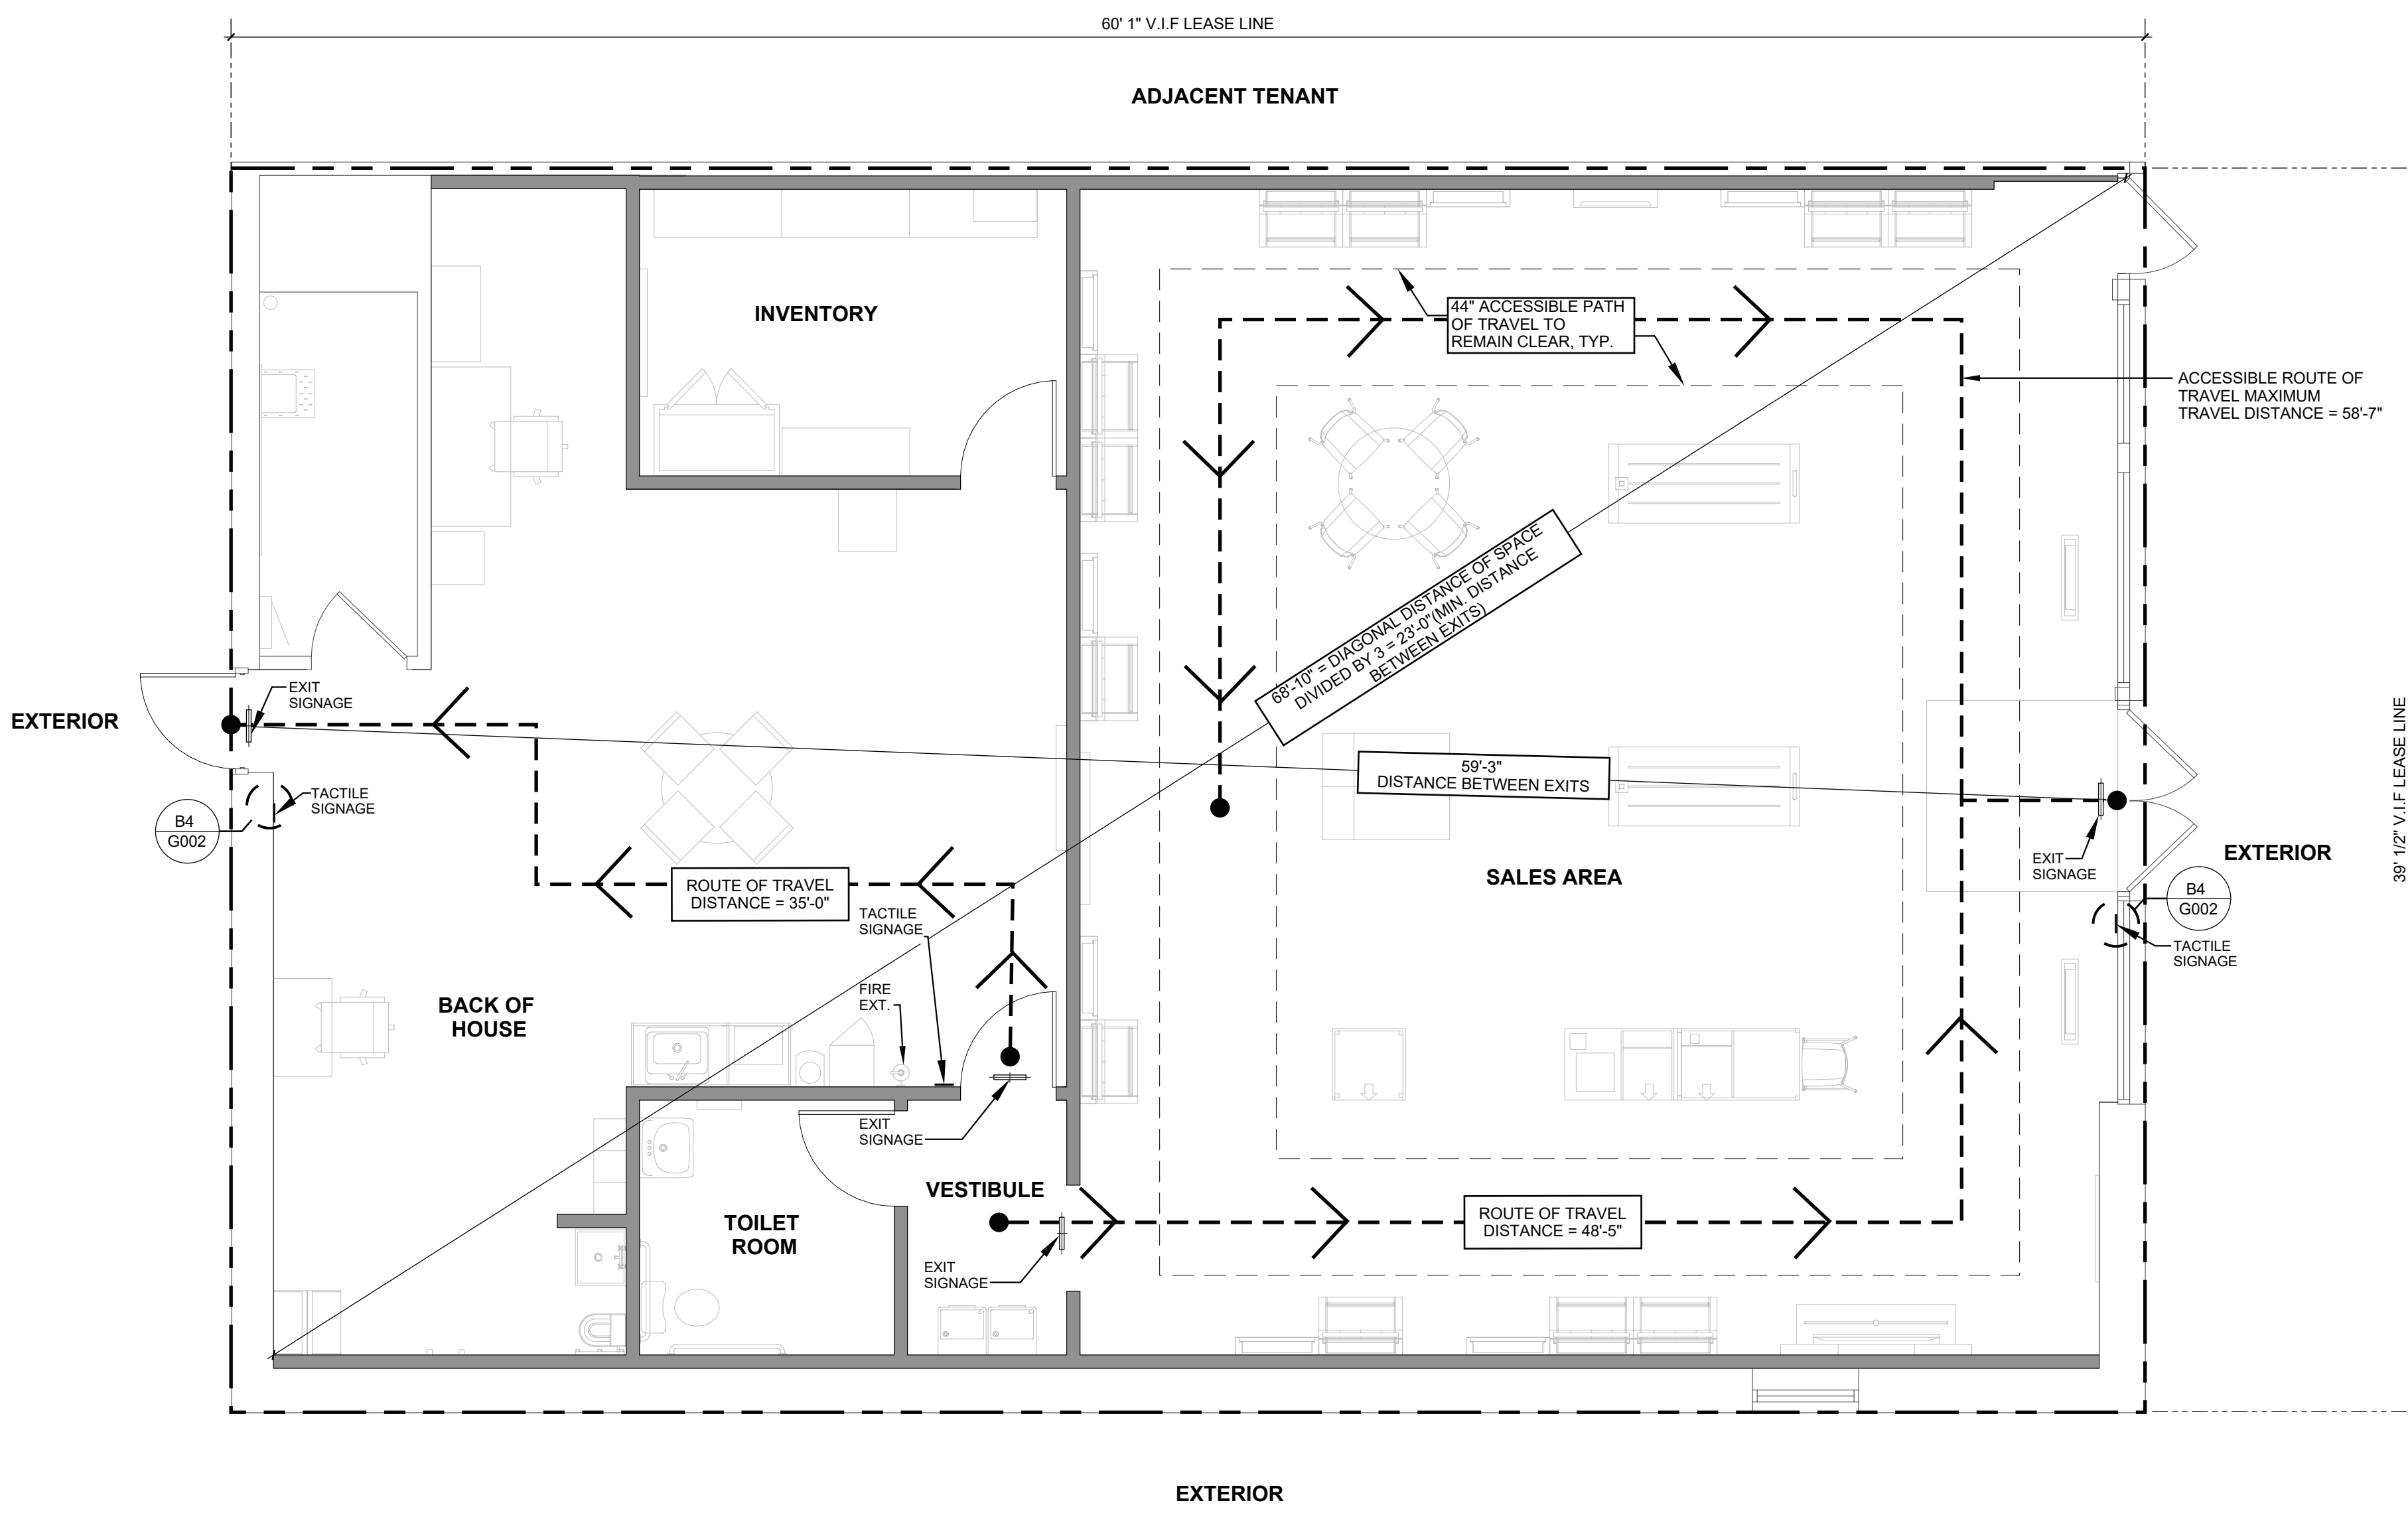 60' 1" V.I.F LEASE LINE
ADJACENT TENANT
INVENTORY
44" ACCESSIBLE PATH
OF TRAVEL TO
REMAIN CLEAR, TYP.
ACCESSIBLE ROUTE OF
TRAVEL MAXIMUM
TRAVEL DISTANCE = 58'-7"
68'-10" = DIAGONAL DISTANCE OF SPACE
DIVIDED BY 3 = 23'-0"(MIN. DISTANCE
BETWEEN EXITS)
EXIT
SIGNAGE
EXTERIOR
TACTILE
SIGNAGE
B4
G002
59'-3"
DISTANCE BETWEEN EXITS
39' 1/2" V.I.F LEASE LINE
ROUTE OF TRAVEL
DISTANCE = 35'-0"
TACTILE
SIGNAGE
SALES AREA
EXIT
SIGNAGE
EXTERIOR
B4
G002
TACTILE
SIGNAGE
BACK OF
HOUSE
FIRE
EXT.
EXIT
SIGNAGE
VESTIBULE
TOILET
ROOM
ROUTE OF TRAVEL
DISTANCE = 48'-5"
EXIT
SIGNAGE
EXTERIOR